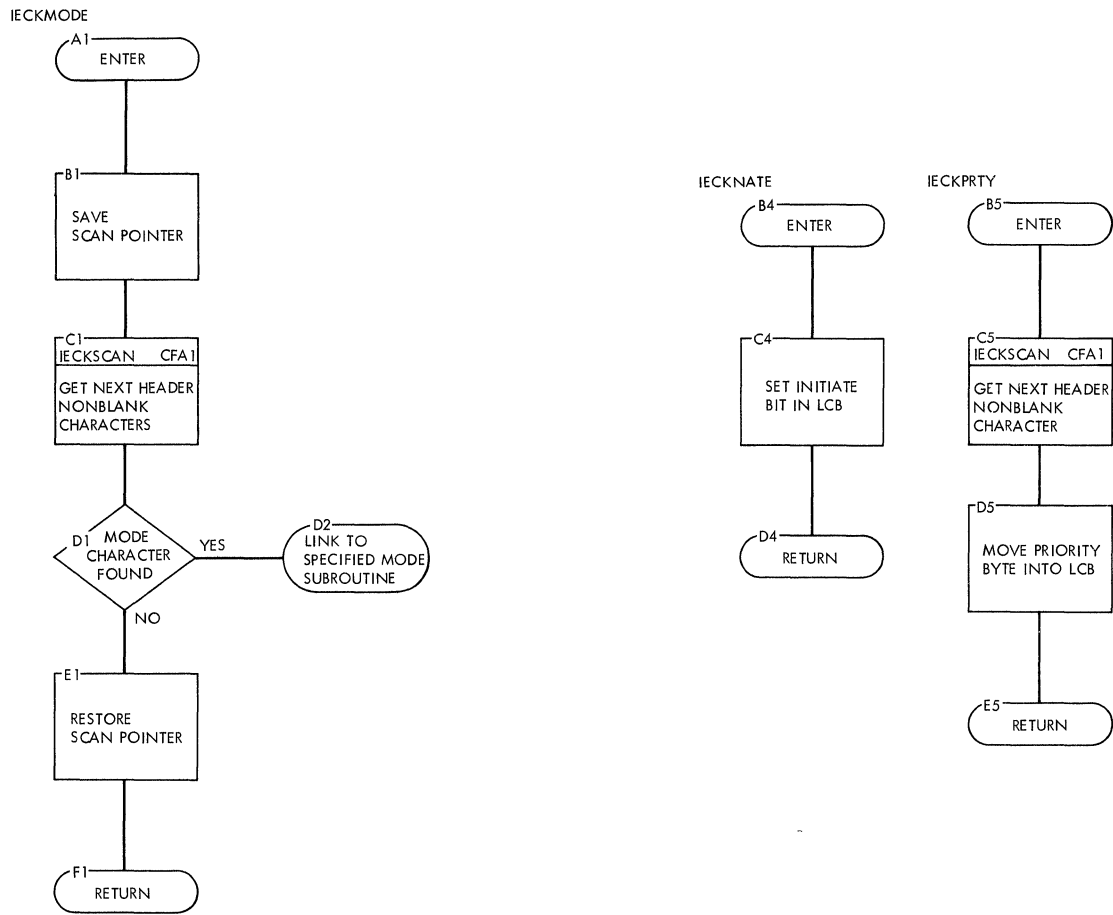 IECKMODE
A1
ENTER
B1
SAVE
SCAN POINTER
C1
IECKSCAN CFA1
GET NEXT HEADER
NONBLANK
CHARACTERS
D1 MODE
CHARACTER
FOUND
YES
D2
LINK TO
SPECIFIED MODE
SUBROUTINE
NO
E1
RESTORE
SCAN POINTER
F1
RETURN
IECKNATE
B4
ENTER
C4
SET INITIATE
BIT IN LCB
D4
RETURN
IECKPRTY
B5
ENTER
C5
IECKSCAN CFA1
GET NEXT HEADER
NONBLANK
CHARACTER
D5
MOVE PRIORITY
BYTE INTO LCB
E5
RETURN